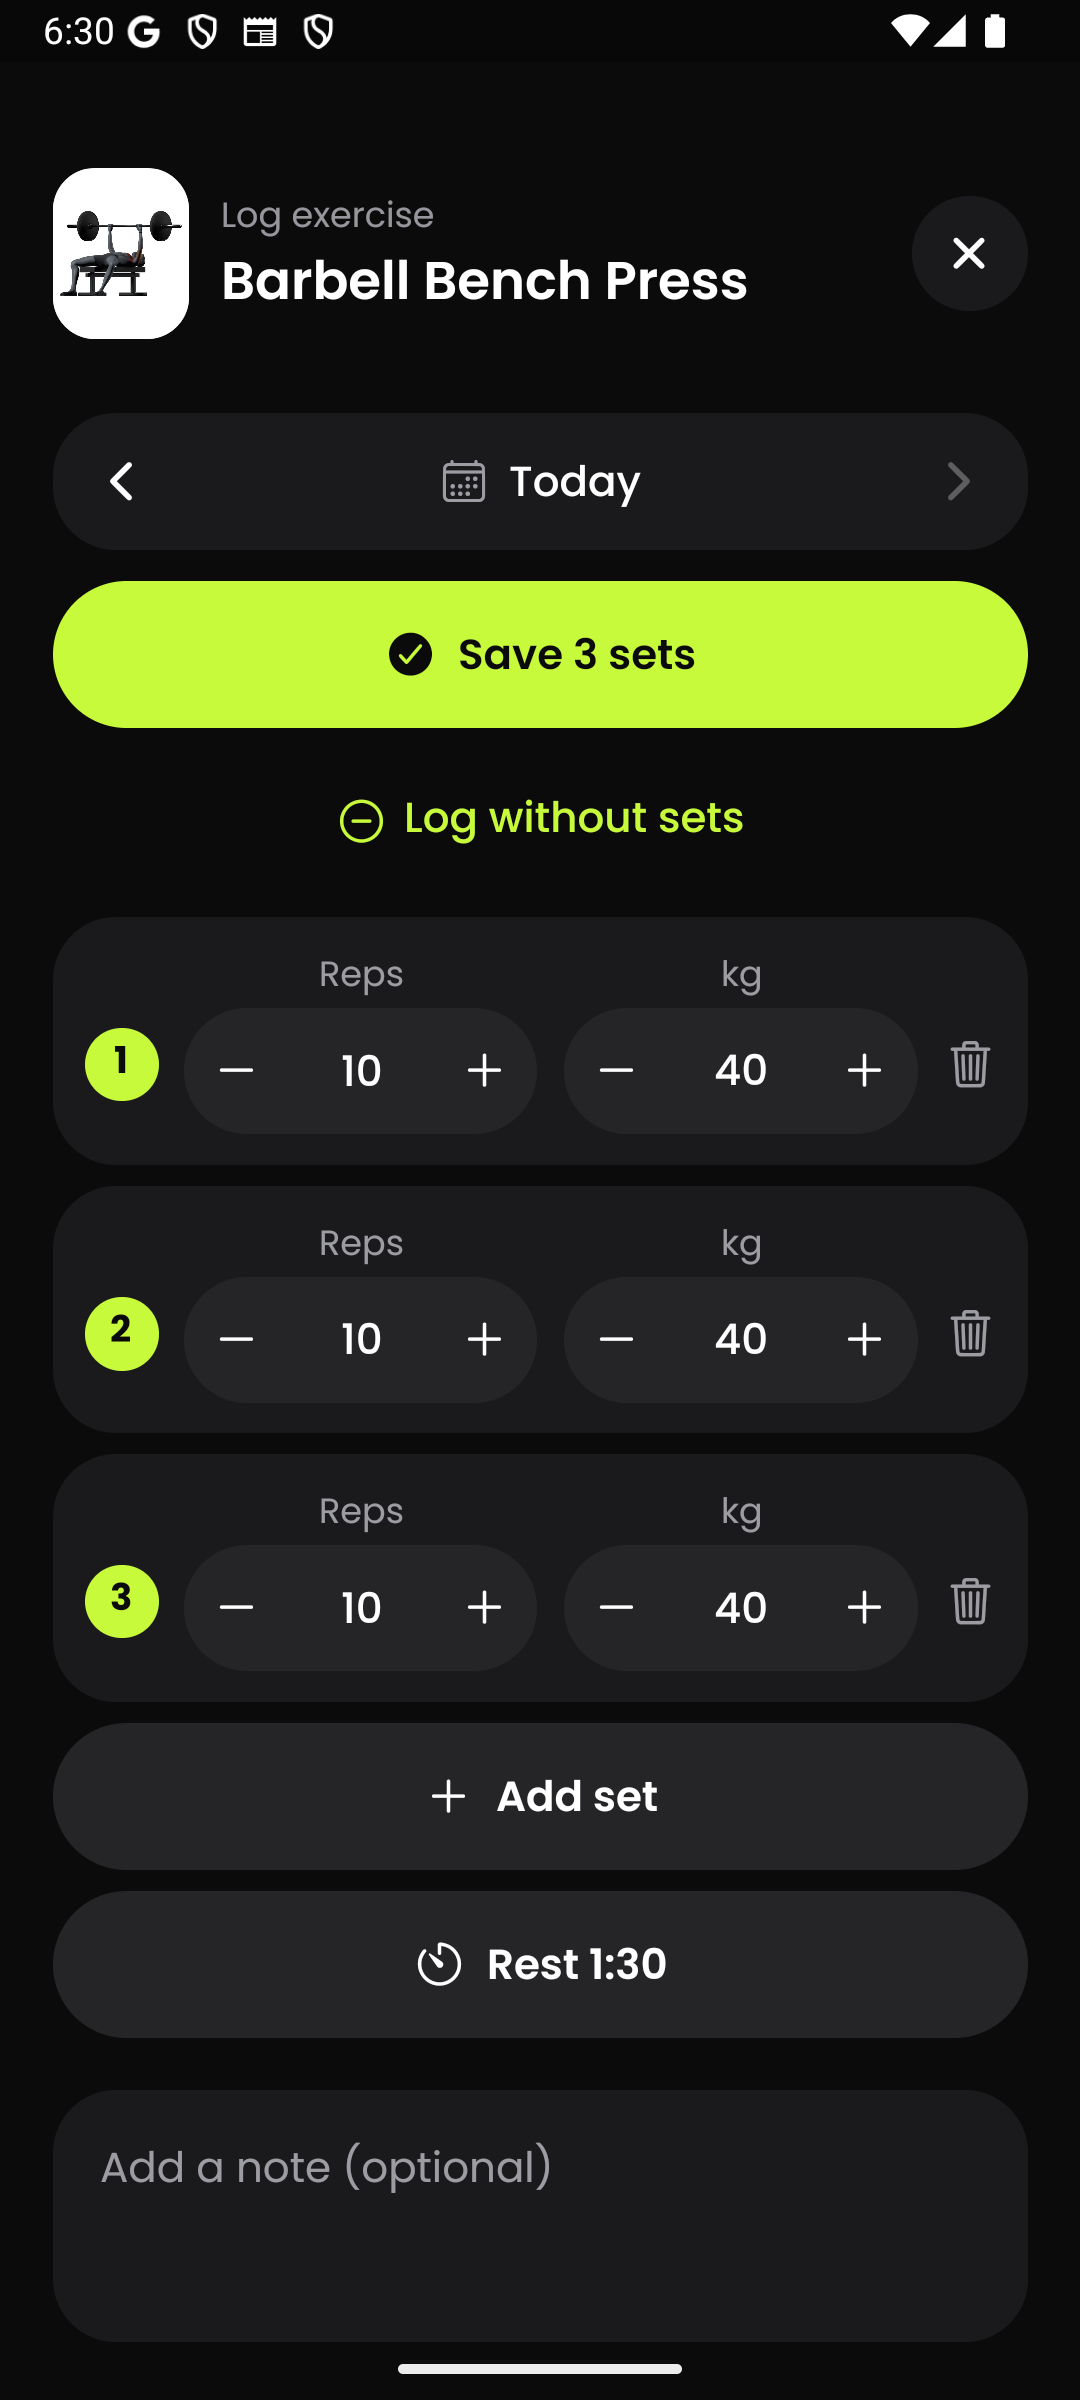 6:30
Log exercise
Barbell Bench Press
Today
Save 3 sets
Log without sets
Reps kg
1 10 40
Reps kg
2 10 40
Reps kg
3 10 40
Add set
Rest 1:30
Add a note (optional)